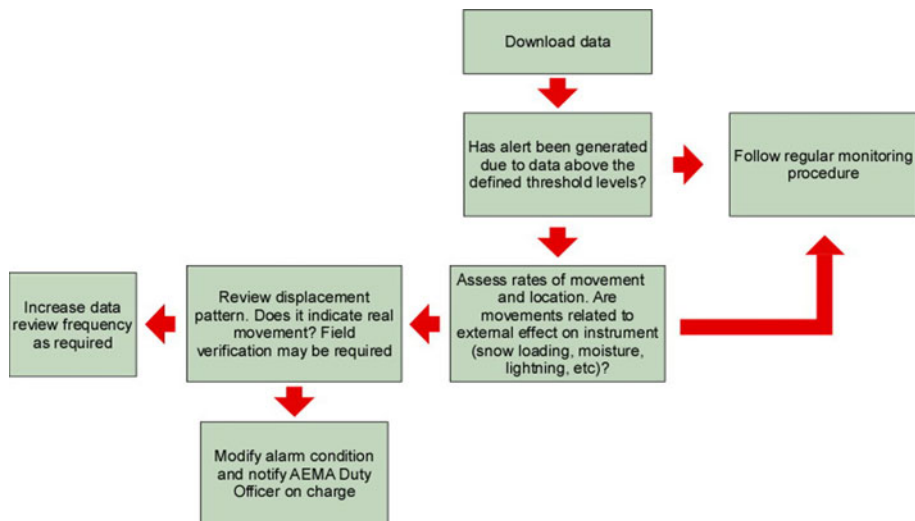 Download data
Has alert been generated
due to data above the
defined threshold levels?
Follow regular monitoring
procedure
Assess rates of movement
and location. Are
movements related to
external effect on instrument
(snow loading, moisture,
lightning, etc)?
Review displacement
pattern. Does it indicate real
movement? Field
verification may be required
Increase data
review frequency
as required
Modify alarm condition
and notify AEMA Duty
Officer on charge